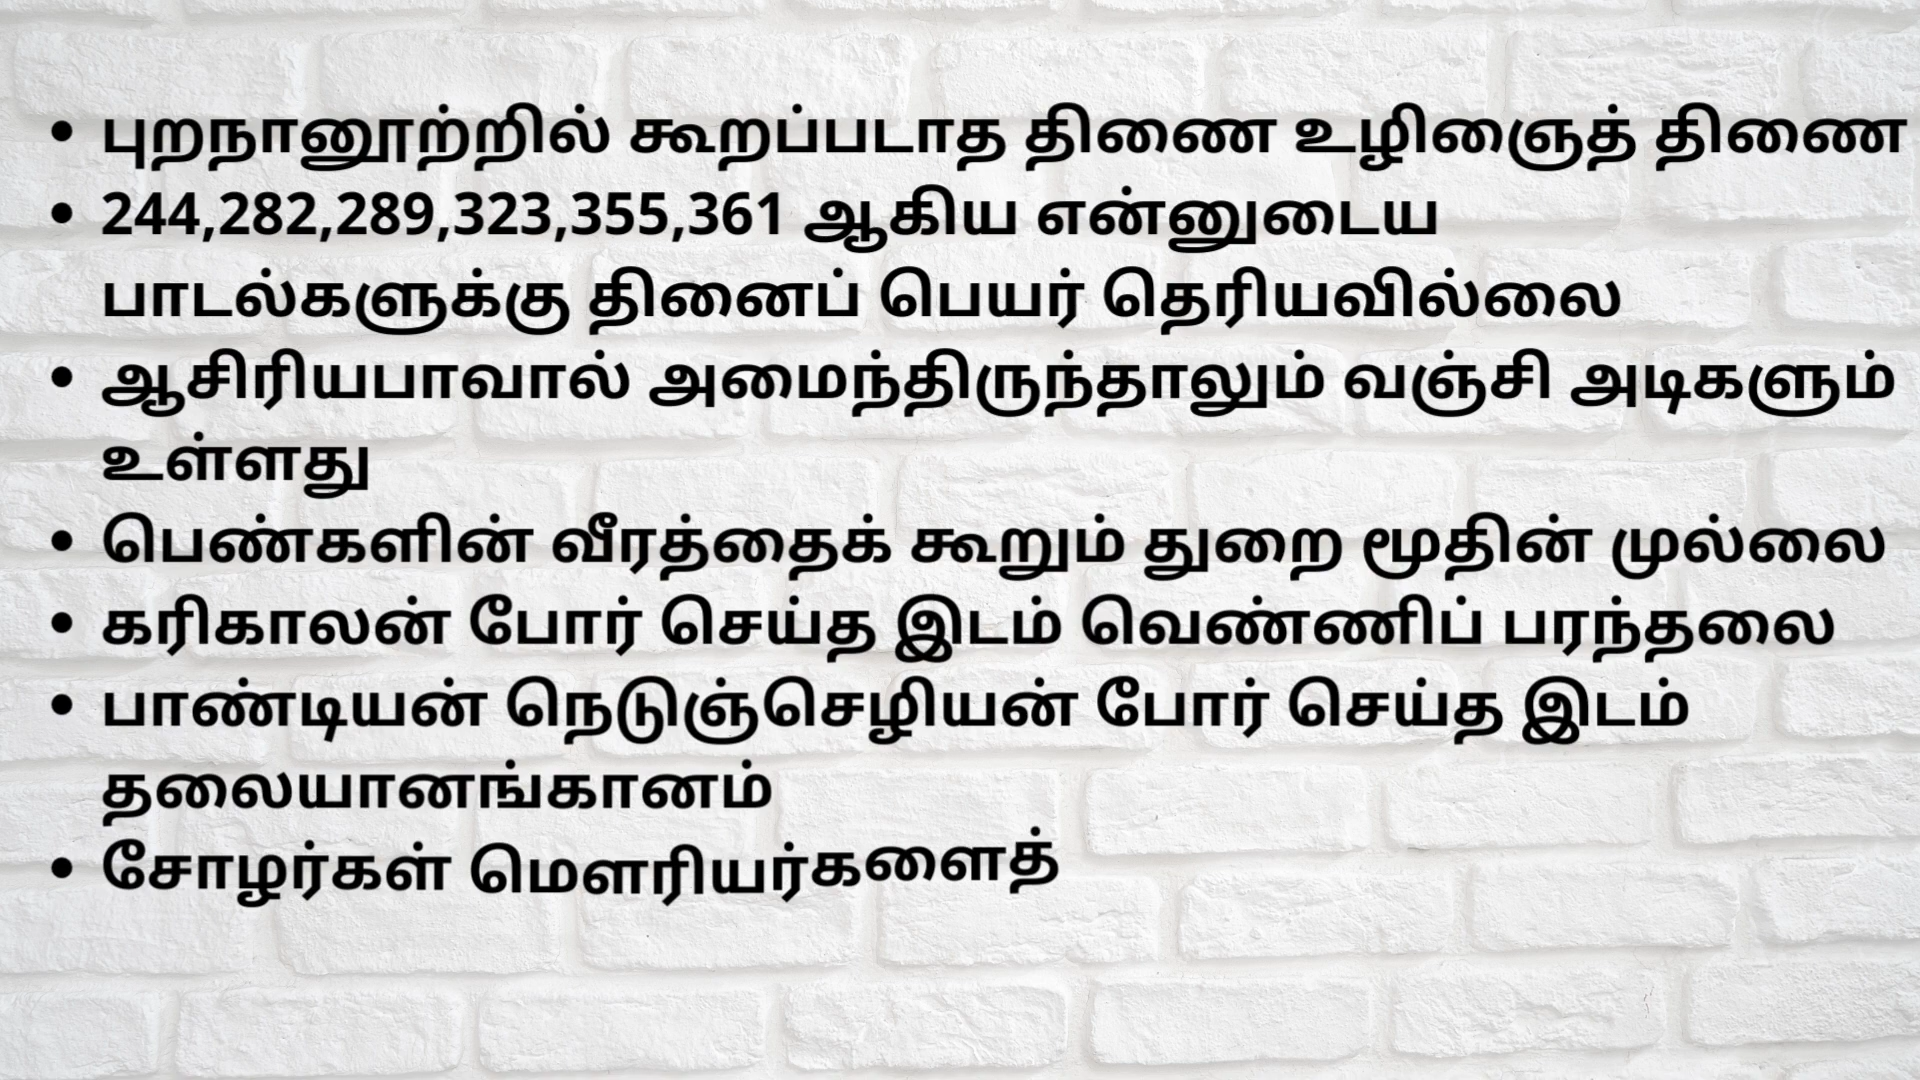 • புறநானூற்றில் கூறப்படாத திணை உழிஞைத் திணை
• 244,282,289,323,355,361 ஆகிய என்னுடைய
பாடல்களுக்கு தினைப் பெயர் தெரியவில்லை
• ஆசிரியபாவால் அமைந்திருந்தாலும் வஞ்சி அடிகளும்
உள்ளது
• பெண்களின் வீரத்தைக் கூறும் துறை மூதின் முல்லை
• கரிகாலன் போர் செய்த இடம் வெண்ணிப் பரந்தலை
• பாண்டியன் நெடுஞ்செழியன் போர் செய்த இடம்
தலையானங்கானம்
• சோழர்கள் மௌரியர்களைத்